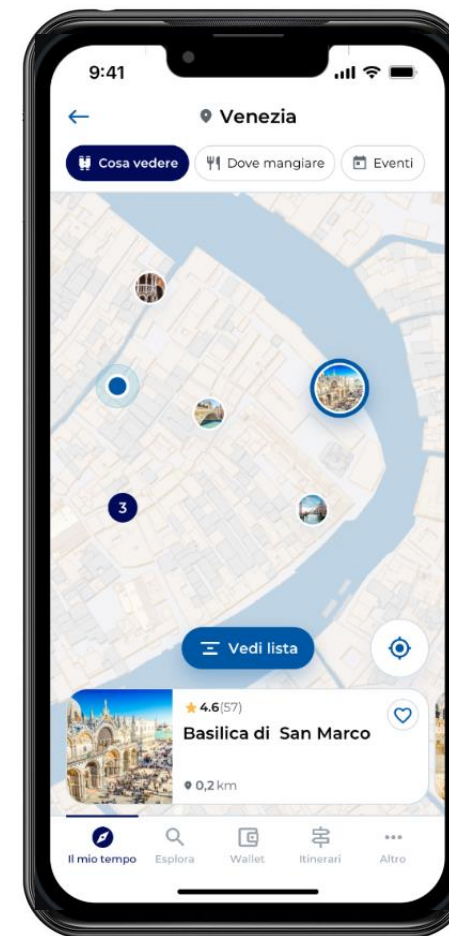 9:41
Venezia
Cosa vedere Dove mangiare Eventi
3
Vedi lista
4.6(57)
Basilica di San Marco
0,2 km
Il mio tempo Esplora Wallet Itinerari Altro